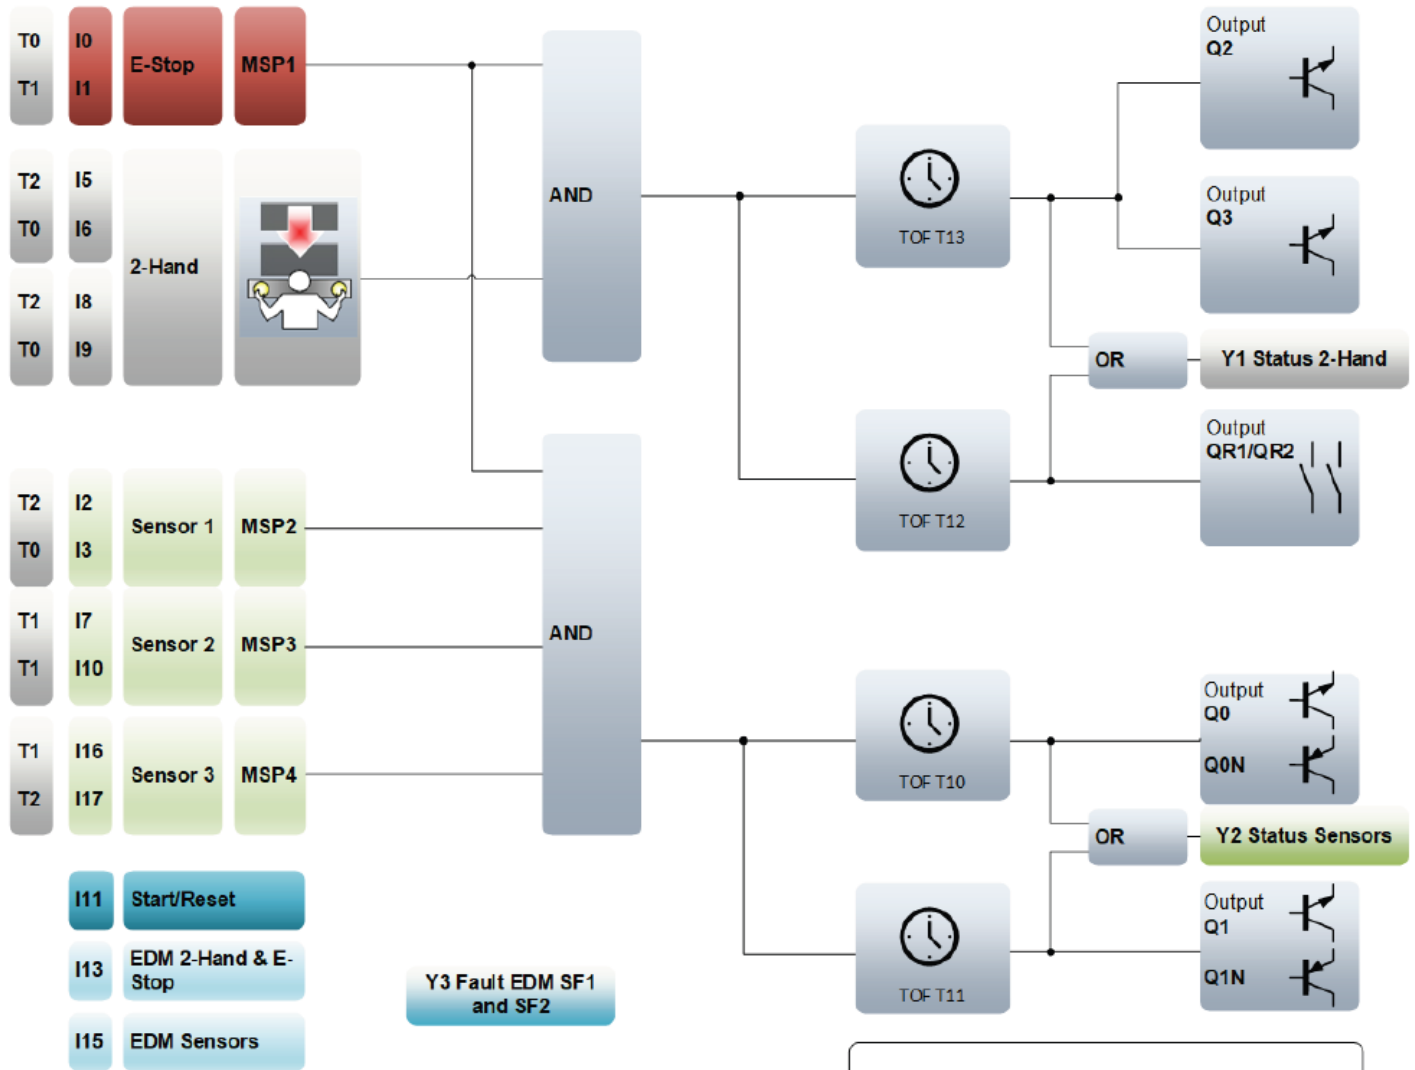 T0 I0
E-Stop MSP1
T1 I1
T2 I5
T0 I6
2-Hand
T2 I8
T0 I9
AND
TOF T13
Output
Q2
Output
Q3
OR
Y1 Status 2-Hand
TOF T12
Output
QR1/QR2
T2 I2
Sensor 1 MSP2
T0 I3
T1 I7
Sensor 2 MSP3
T1 I10
T1 I16
Sensor 3 MSP4
T2 I17
AND
TOF T10
Output
Q0
Q0N
OR
Y2 Status Sensors
TOF T11
Output
Q1
Q1N
I11 Start/Reset
I13 EDM 2-Hand & E-
Stop
I15 EDM Sensors
Y3 Fault EDM SF1
and SF2